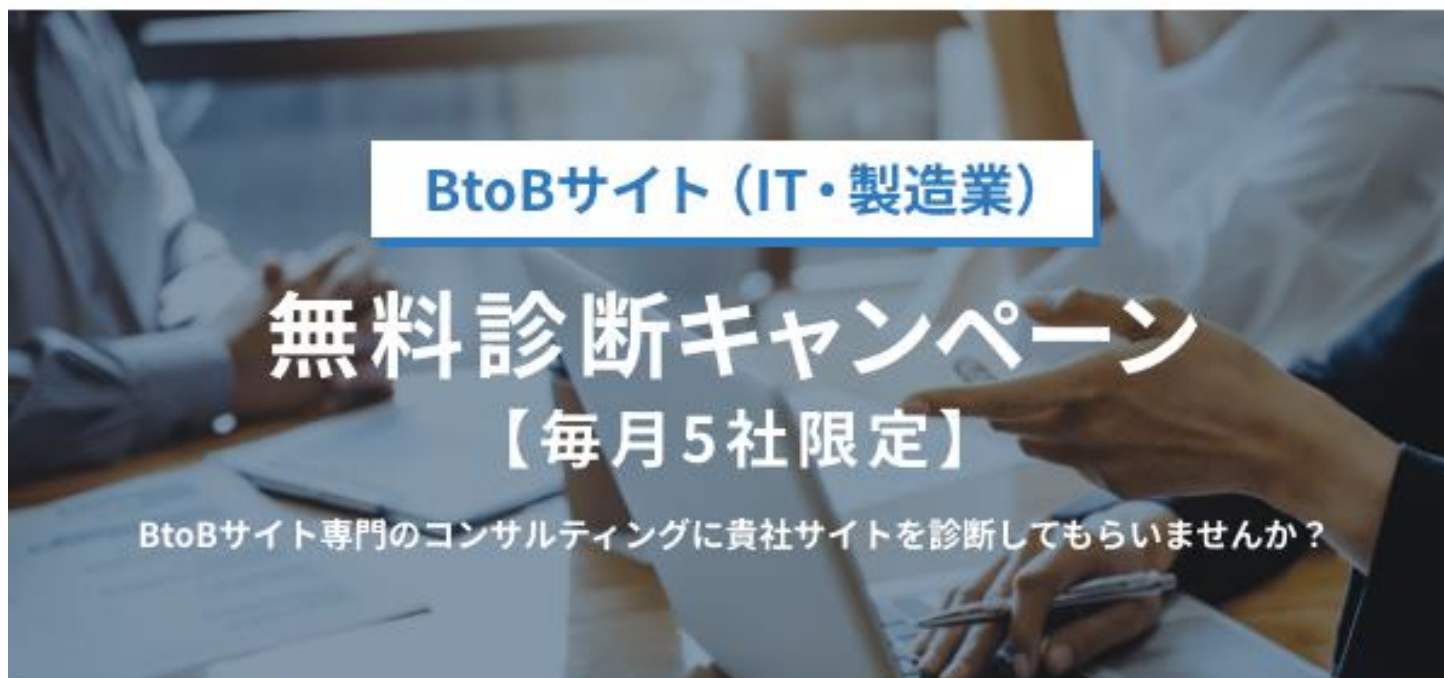 BtoBサイト（IT・製造業）
無料診断キャンペーン
【毎月5社限定】
BtoBサイト専門のコンサルティングに貴社サイトを診断してもらいませんか？